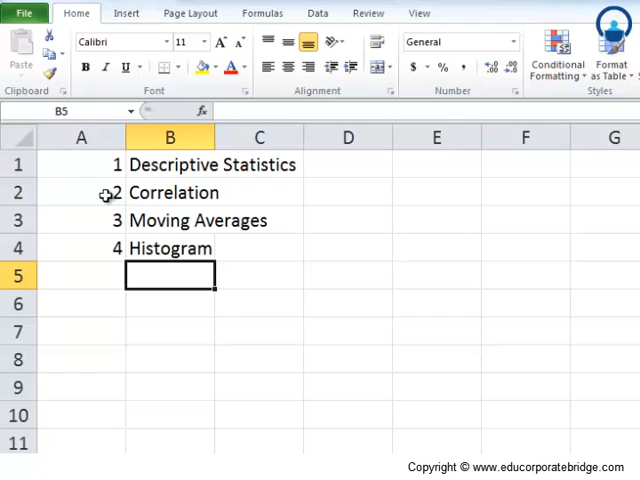 File Home Insert Page Layout Formulas Data Review View
Calibri 11 A A General
Paste B I U $ % , .00 .0 Conditional Formatting Format as Table
Clipboard Font Alignment Number Styles
B5 fx
A B C D E F G
1 1 Descriptive Statistics
2 2 Correlation
3 3 Moving Averages
4 4 Histogram
5
6
7
8
9
10
11
Copyright © www.educorporatebridge.com